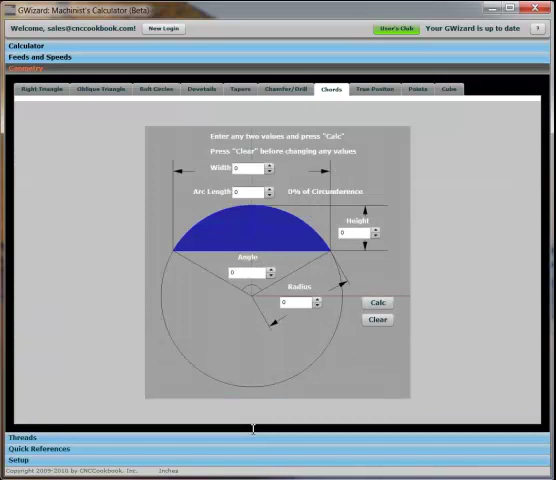 GWizard: Machinist's Calculator (Beta)
Welcome, sales@cnccookbook.com! New Login User's Club Your GWizard is up to date ?
Calculator
Feeds and Speeds
Geometry
Right Triangle Oblique Triangle Bolt Circles Dovetails Tapers Chamfer/Drill Chords True Position Points Cube
Enter any two values and press "Calc"
Press "Clear" before changing any values
Width 0
Arc Length 0 0% of Circumference
Height
0
Angle
0
Radius
0
Calc
Clear
Threads
Quick References
Setup
Copyright 2009-2010 by CNCCookbook, Inc. Inches